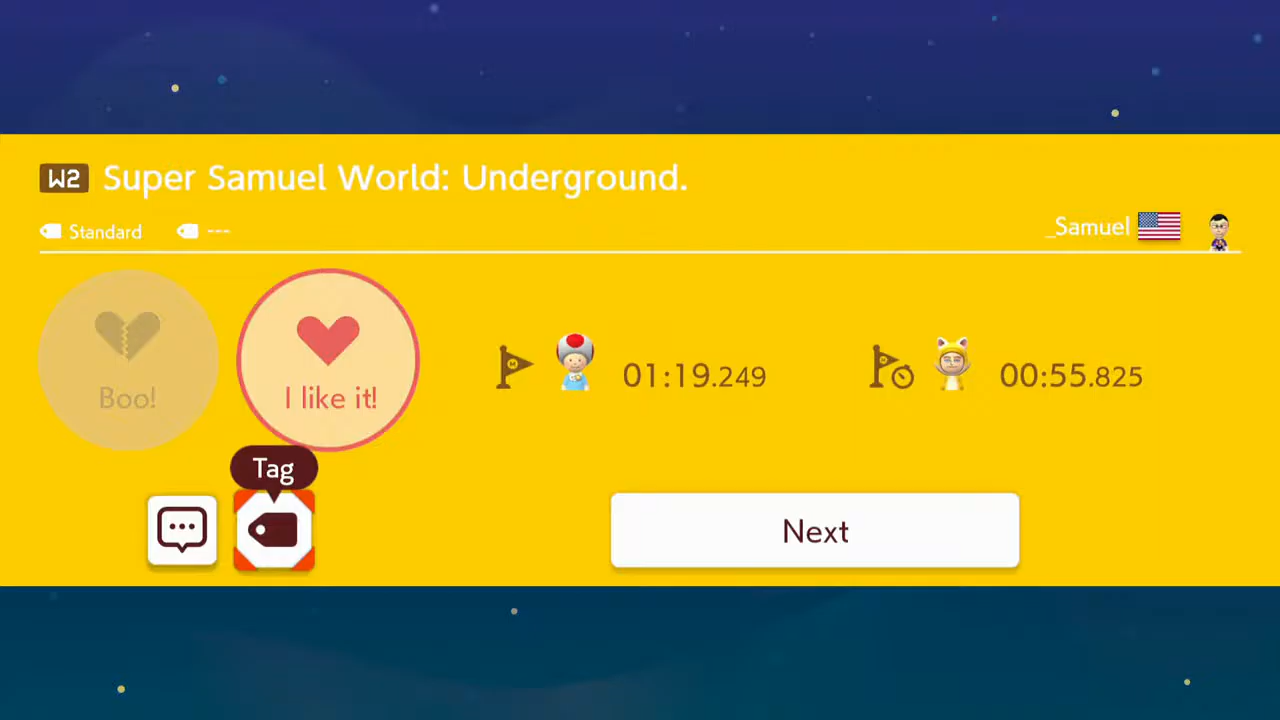 W2 Super Samuel World: Underground.
Standard --- _Samuel
Boo! I like it! 01:19.249 00:55.825
Tag
Next